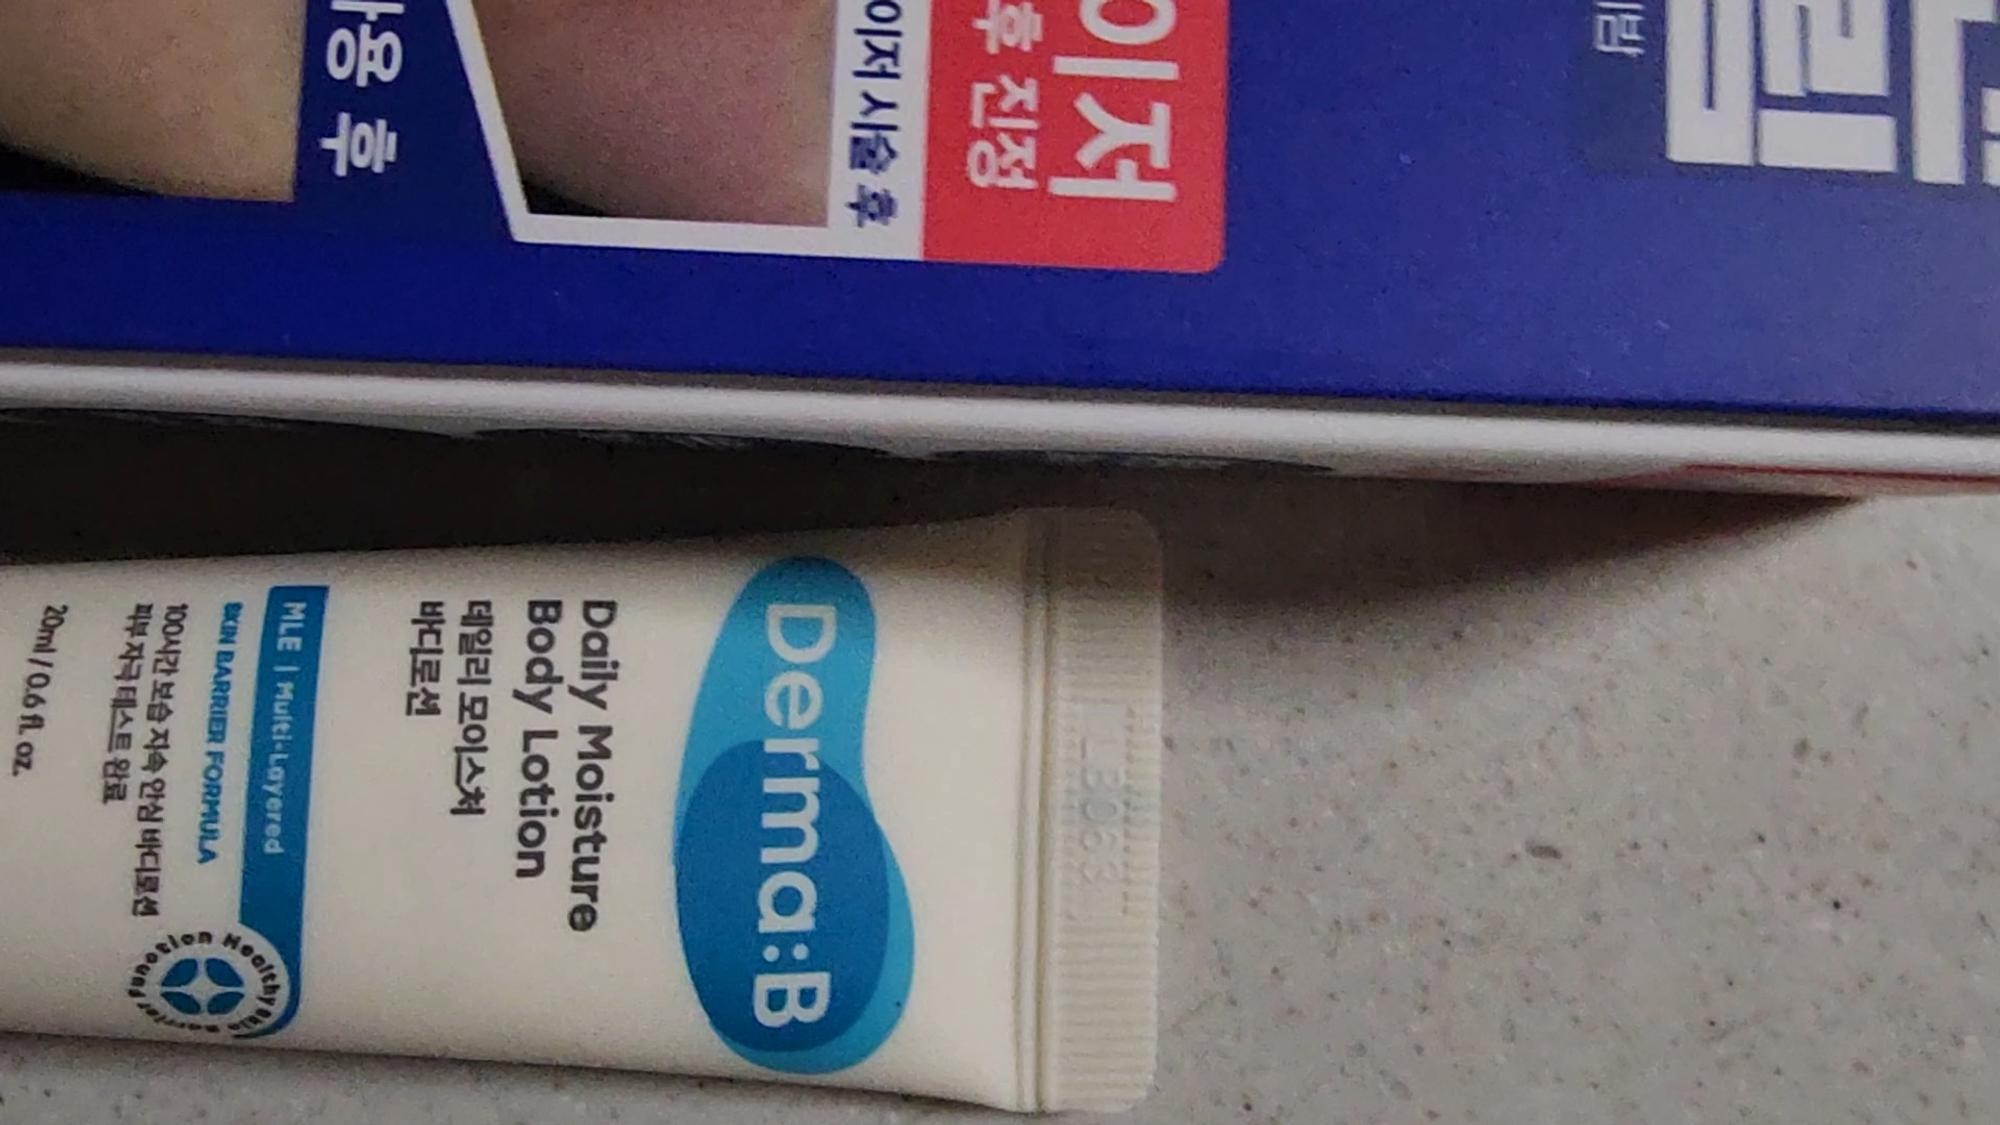 이저
후 진정
이저 시술 후
사용 후
Derma:B
Daily Moisture
Body Lotion
데일리 모이스처
바디로션
MLE | Multi-Layered
SKIN BARRIER FORMULA
100시간 보습 지속 안심 바디로션
피부 자극 테스트 완료
20ml / 0.6 fl. oz.
Healthy Skin Barrier